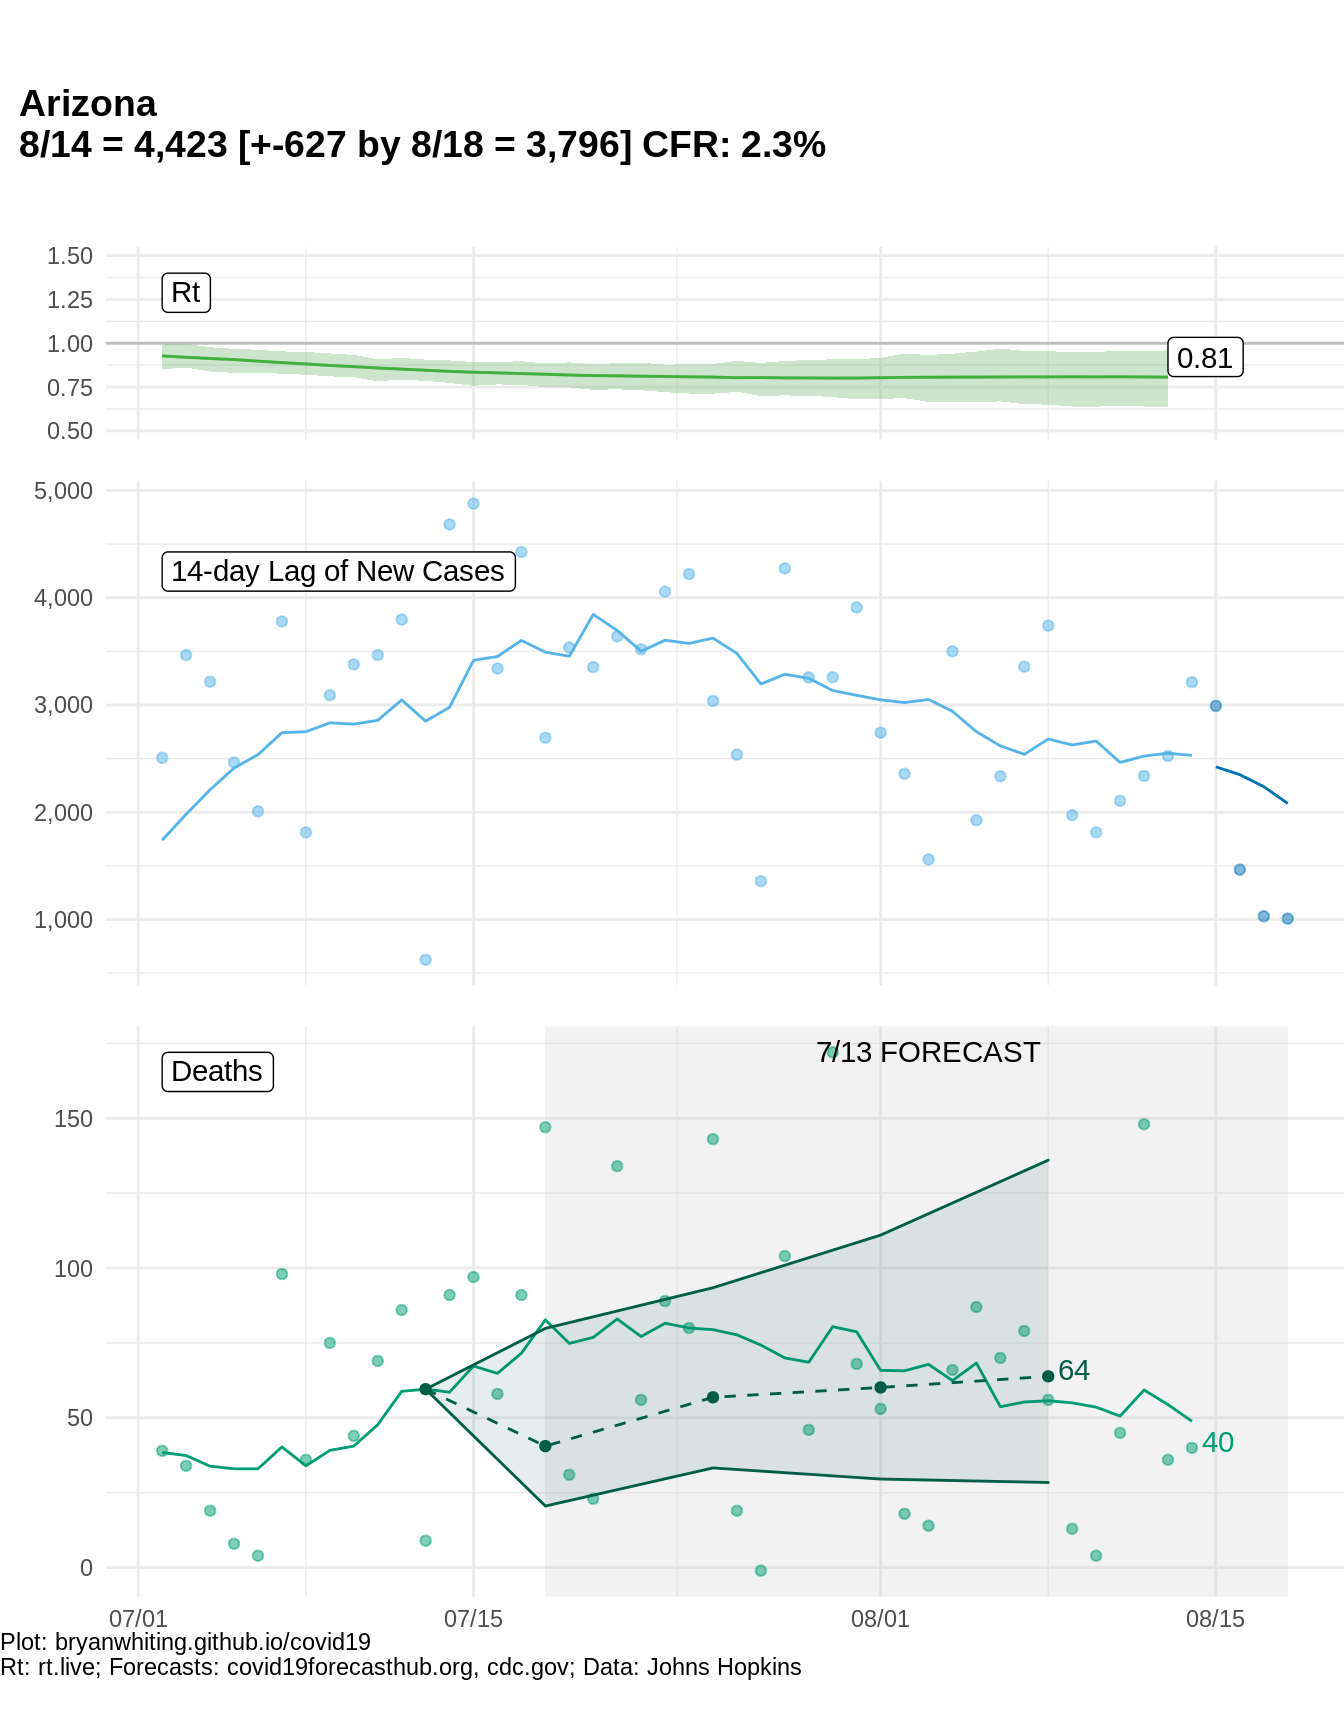 Arizona
8/14 = 4,423 [+-627 by 8/18 = 3,796] CFR: 2.3%
1.50
1.25
1.00
0.75
0.50
Rt
0.81
5,000
4,000
3,000
2,000
1,000
14-day Lag of New Cases
150
100
50
0
Deaths
7/13 FORECAST
64
40
07/01
07/15
08/01
08/15
Plot: bryanwhiting.github.io/covid19
Rt: rt.live; Forecasts: covid19forecasthub.org, cdc.gov; Data: Johns Hopkins